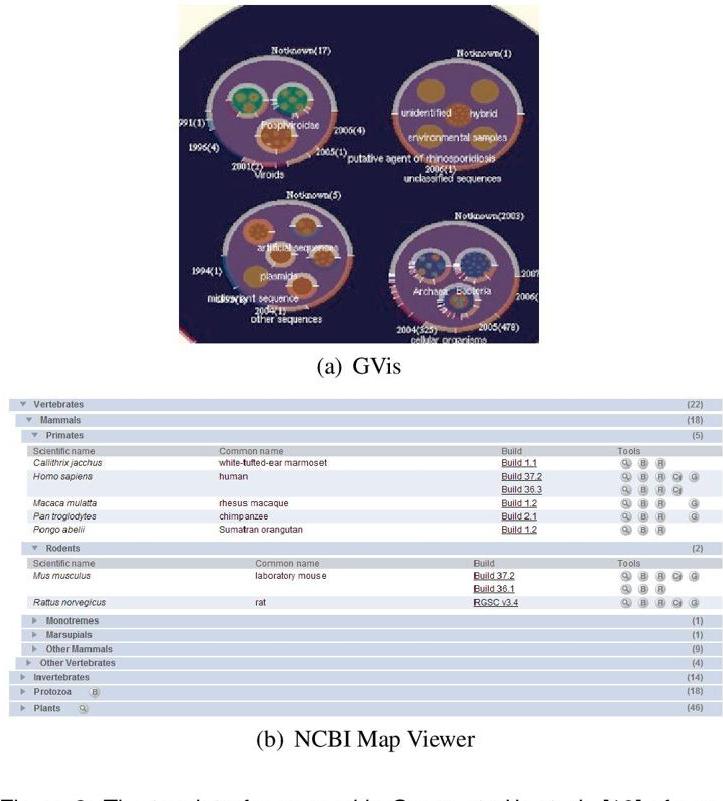 Notknown(17)
Notknown(1)
unidentified hybrid
991(1)
Pospiviroidae
2006(4)
environmental samples
1996(4)
2005(1)
putative agent of rhinosporidiosis
2001(2)
2006(1)
Viroids
unclassified sequences
Notknown(5)
Notknown(2003)
artificial sequences
1994(1)
plasmids
2007
Archaea Bacteria
midivariant sequence
2006(
2004(1)
other sequences
2004(325)
2005(478)
cellular organisms
(a) GVis
Vertebrates (22)
Mammals (18)
Primates (5)
Scientific name Common name Build Tools
Callithrix jacchus white-tufted-ear marmoset Build 1.1 B R
Homo sapiens human Build 37.2 B R Cf G
Build 36.3 B R Cf
Macaca mulatta rhesus macaque Build 1.2 B R G
Pan troglodytes chimpanzee Build 2.1 B R G
Pongo abelii Sumatran orangutan Build 1.2 B R
Rodents (2)
Scientific name Common name Build Tools
Mus musculus laboratory mouse Build 37.2 B R Cf G
Build 36.1 B R
Rattus norvegicus rat RGSC v3.4 B R Cf G
Monotremes (1)
Marsupials (1)
Other Mammals (9)
Other Vertebrates (4)
Invertebrates (14)
Protozoa B (18)
Plants (46)
(b) NCBI Map Viewer